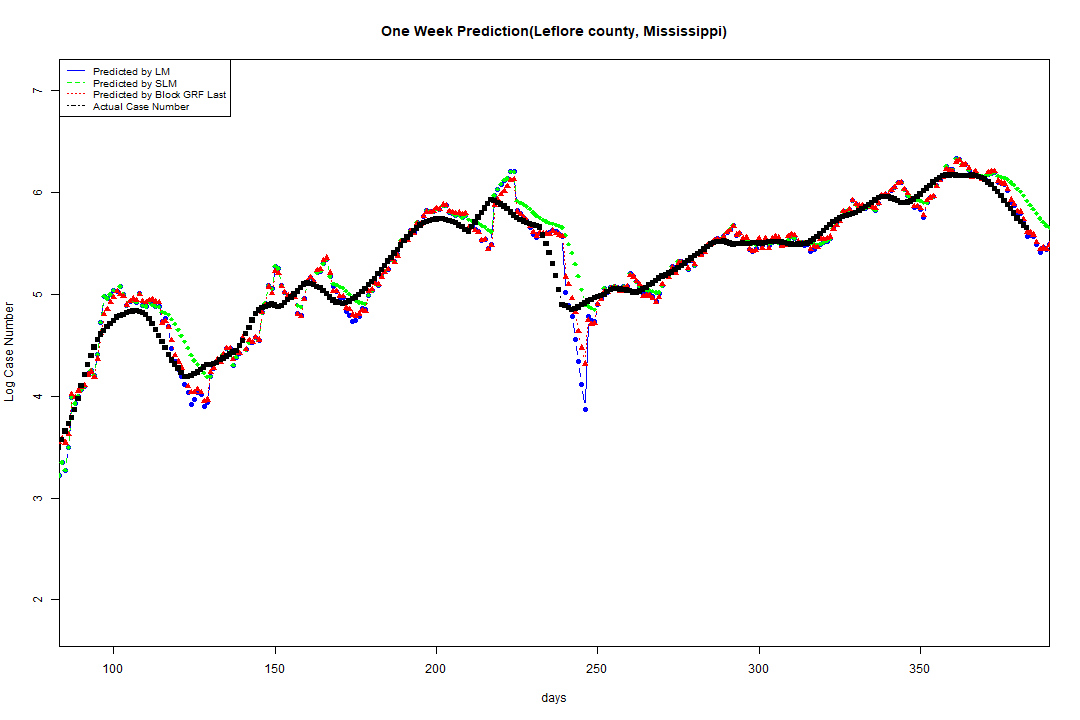 One Week Prediction(Leflore county, Mississippi)
Predicted by LM
Predicted by SLM
Predicted by Block GRF Last
Actual Case Number
7
6
5
4
3
2
Log Case Number
100 150 200 250 300 350
days